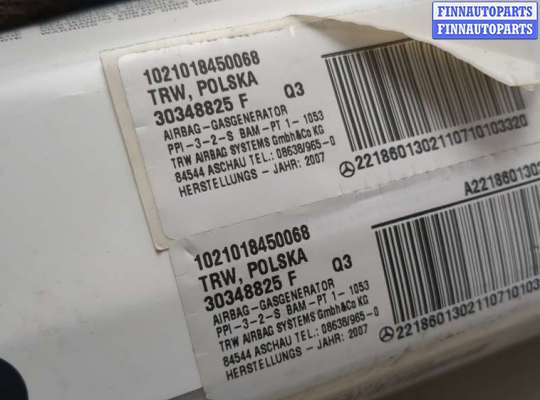 FINNAUTOPARTS
FINNAUTOPARTS
1021018450068
TRW, POLSKA
30348825 F Q3
AIRBAG-GASGENERATOR
PPI-3-2-S BAM-PT 1-1053
TRW AIRBAG SYSTEMS GmbH&Co KG
84544 ASCHAU TEL.: 08638/965-0
HERSTELLUNGS - JAHR: 2007
2218601302110710103320
A221860130
1021018450068
TRW, POLSKA
30348825 F Q3
AIRBAG-GASGENERATOR
PPI-3-2-S BAM-PT 1-1053
TRW AIRBAG SYSTEMS GmbH&Co KG
84544 ASCHAU TEL.: 08638/965-0
HERSTELLUNGS - JAHR: 2007
2218601302110710103